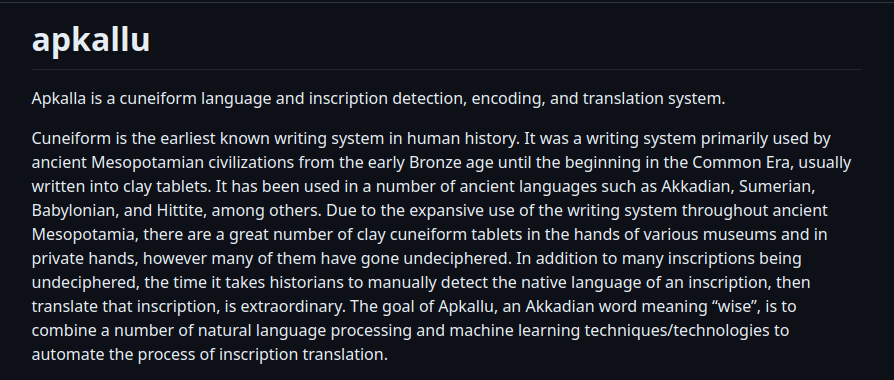 apkallu
Apkalla is a cuneiform language and inscription detection, encoding, and translation system.
Cuneiform is the earliest known writing system in human history. It was a writing system primarily used by
ancient Mesopotamian civilizations from the early Bronze age until the beginning in the Common Era, usually
written into clay tablets. It has been used in a number of ancient languages such as Akkadian, Sumerian,
Babylonian, and Hittite, among others. Due to the expansive use of the writing system throughout ancient
Mesopotamia, there are a great number of clay cuneiform tablets in the hands of various museums and in
private hands, however many of them have gone undeciphered. In addition to many inscriptions being
undeciphered, the time it takes historians to manually detect the native language of an inscription, then
translate that inscription, is extraordinary. The goal of Apkallu, an Akkadian word meaning “wise”, is to
combine a number of natural language processing and machine learning techniques/technologies to
automate the process of inscription translation.